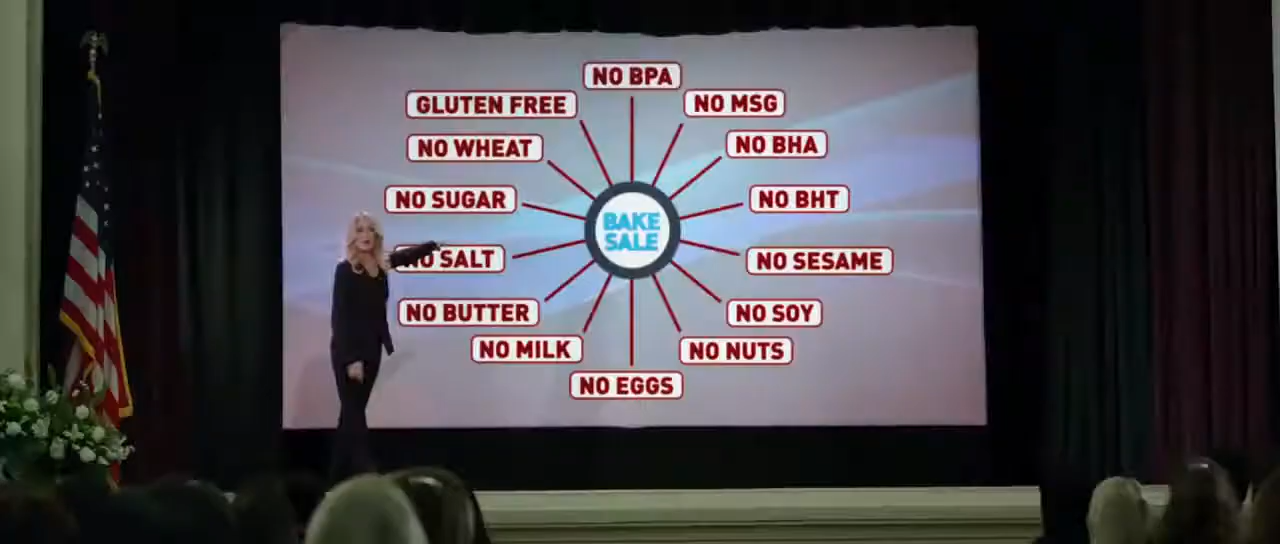 NO BPA
GLUTEN FREE
NO MSG
NO WHEAT
NO BHA
NO SUGAR
NO BHT
BAKE
SALE
NO SALT
NO SESAME
NO BUTTER
NO SOY
NO MILK
NO NUTS
NO EGGS